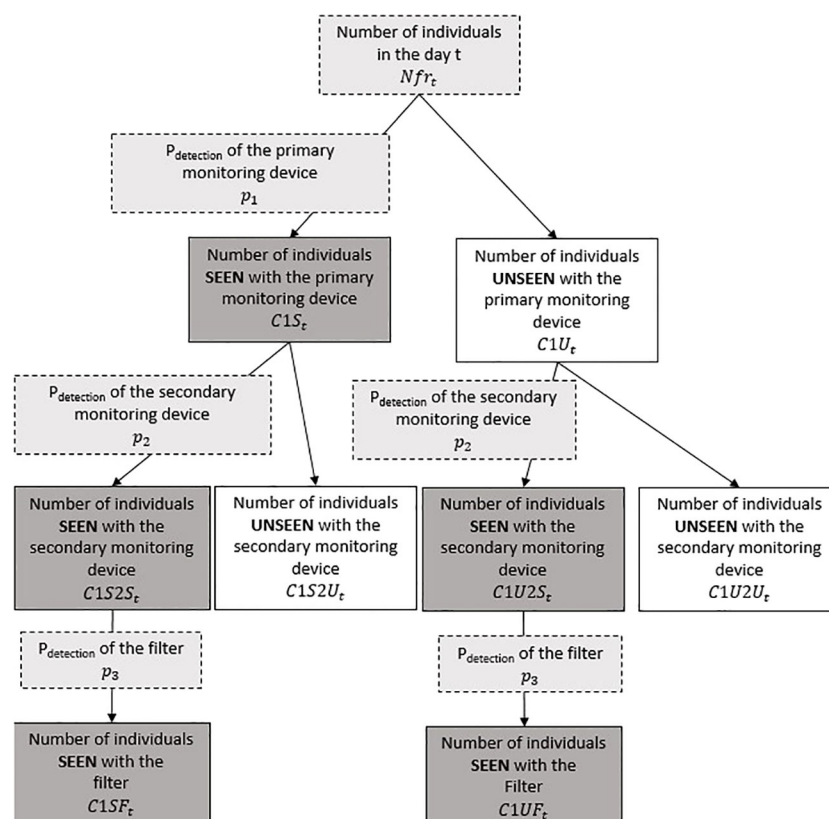 Number of individuals
in the day t
Nfr_t
P_detection of the primary
monitoring device
p_1
Number of individuals
SEEN with the primary
monitoring device
C1S_t
Number of individuals
UNSEEN with the
primary monitoring
device
C1U_t
P_detection of the secondary
monitoring device
p_2
P_detection of the secondary
monitoring device
p_2
Number of individuals
SEEN with the
secondary monitoring
device
C1S2S_t
Number of individuals
UNSEEN with the
secondary monitoring
device
C1S2U_t
Number of individuals
SEEN with the
secondary monitoring
device
C1U2S_t
Number of individuals
UNSEEN with the
secondary monitoring
device
C1U2U_t
P_detection of the filter
p_3
P_detection of the filter
p_3
Number of individuals
SEEN with the
filter
C1SF_t
Number of individuals
SEEN with the
Filter
C1UF_t